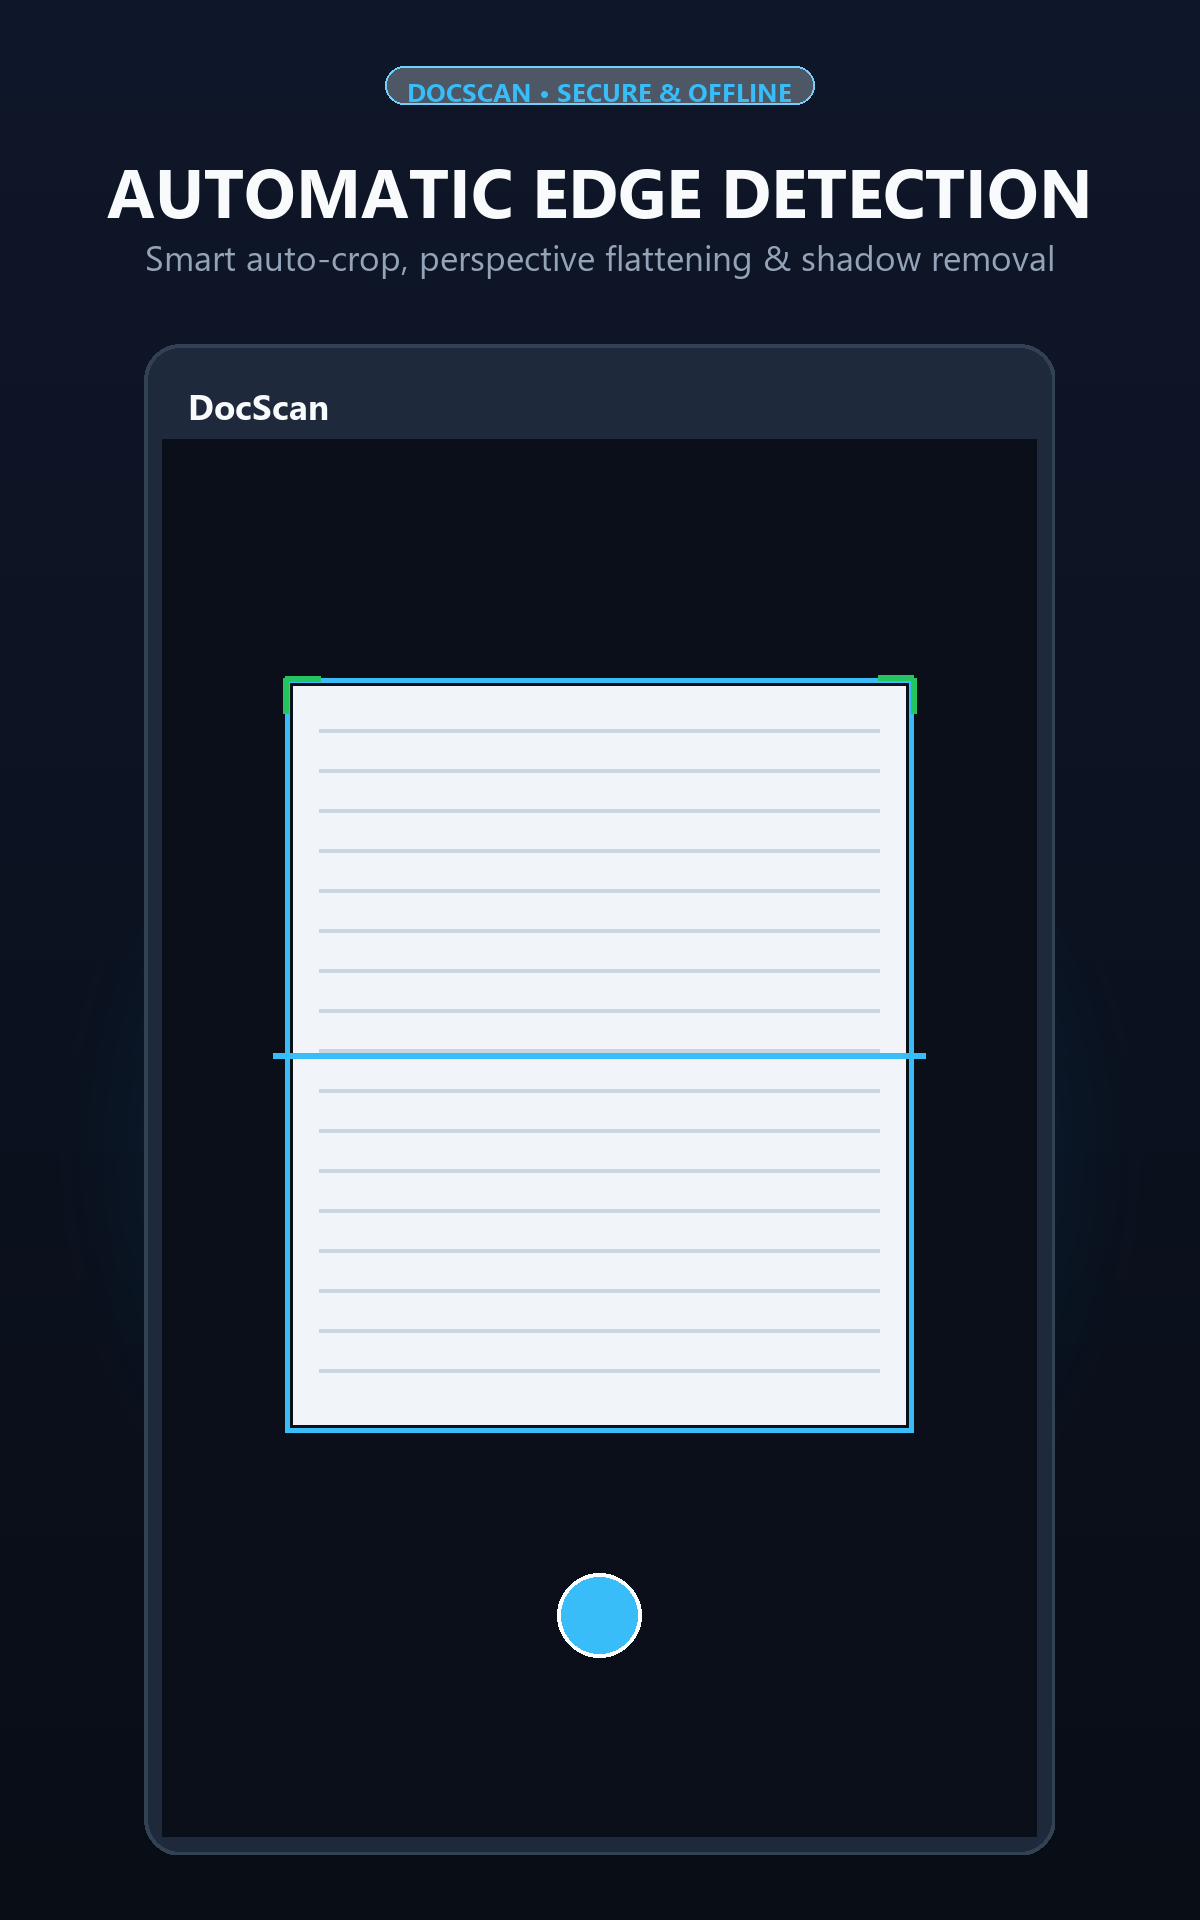 DOCSCAN • SECURE & OFFLINE
AUTOMATIC EDGE DETECTION
Smart auto-crop, perspective flattening & shadow removal
DocScan